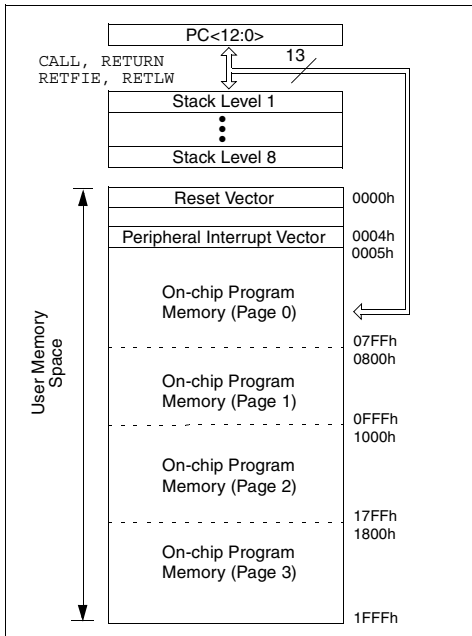 PC<12:0>
CALL, RETURN
RETFIE, RETLW
13
Stack Level 1
Stack Level 8
Reset Vector
0000h
Peripheral Interrupt Vector
0004h
0005h
On-chip Program
Memory (Page 0)
07FFh
0800h
On-chip Program
Memory (Page 1)
0FFFh
1000h
On-chip Program
Memory (Page 2)
17FFh
1800h
On-chip Program
Memory (Page 3)
1FFFh
User Memory
Space